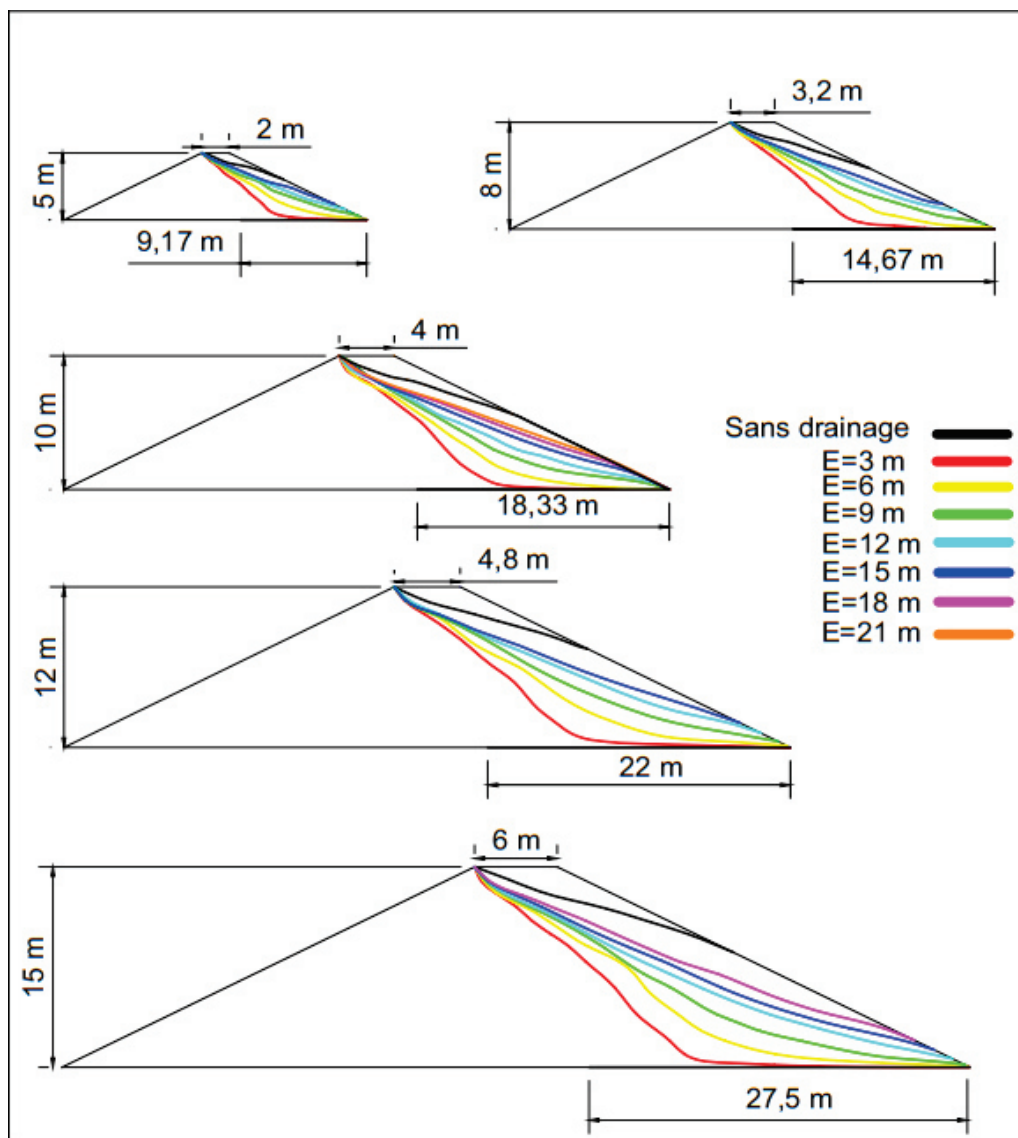 2 m
5 m
9,17 m
3,2 m
8 m
14,67 m
4 m
10 m
18,33 m
Sans drainage
E=3 m
E=6 m
E=9 m
E=12 m
E=15 m
E=18 m
E=21 m
4,8 m
12 m
22 m
6 m
15 m
27,5 m